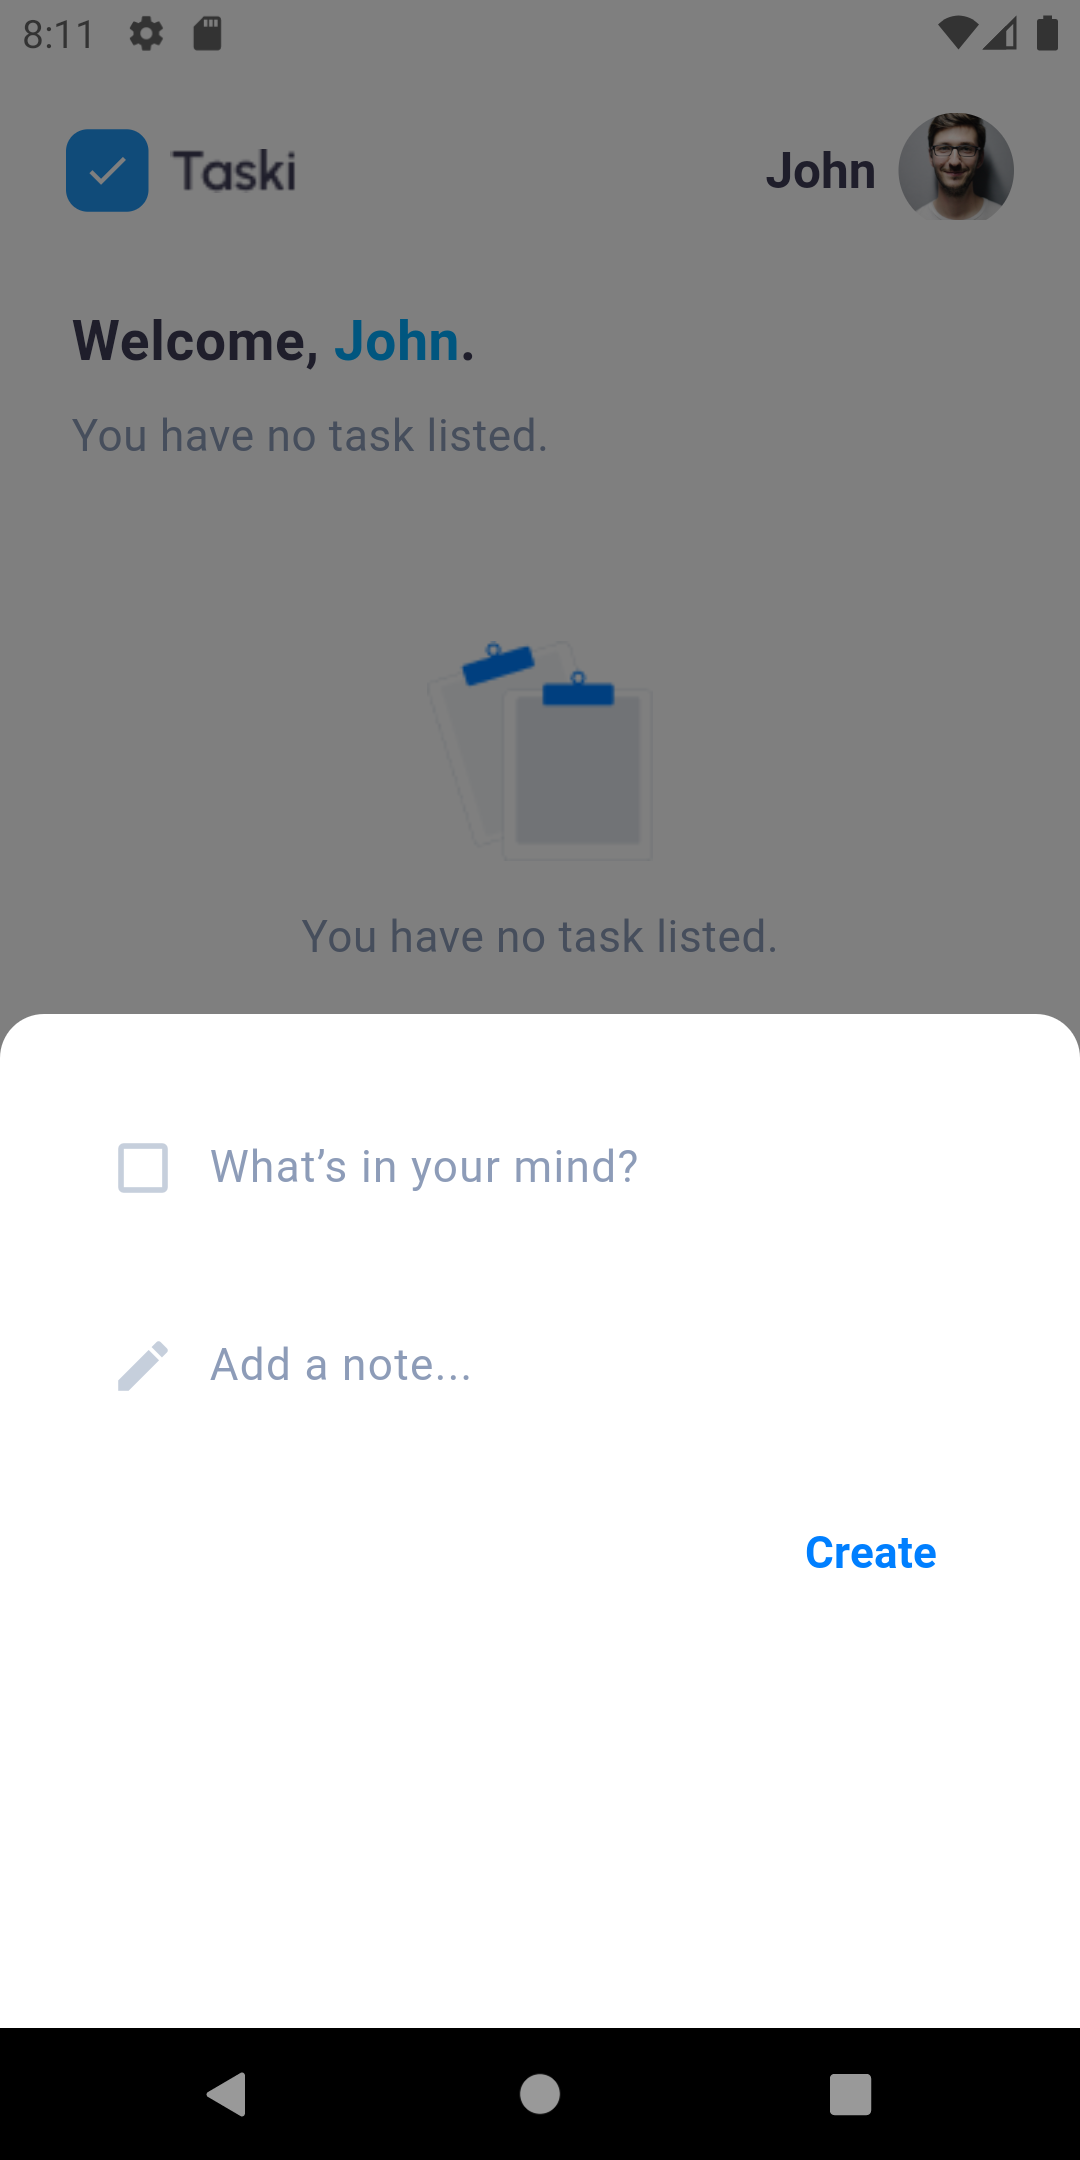 8:11
Taski
John
Welcome, John.
You have no task listed.
You have no task listed.
What’s in your mind?
Add a note...
Create